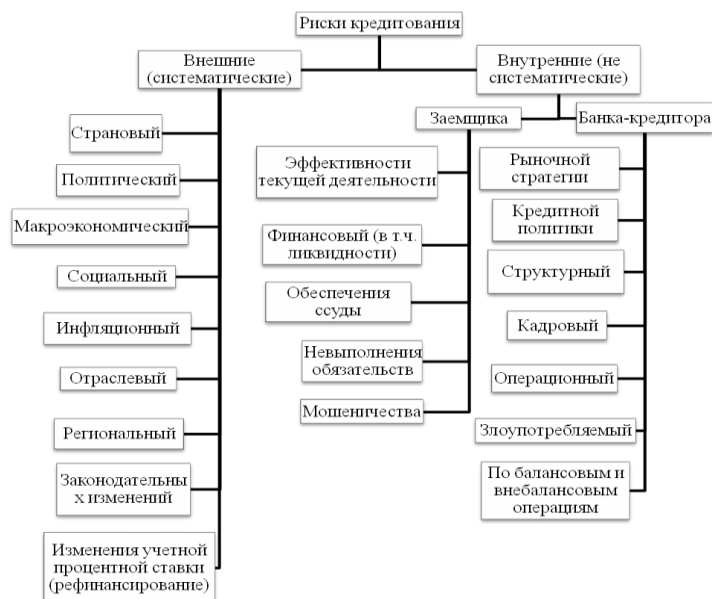 Риски кредитования
Внешние
(систематические)
Внутренние (не
систематические)
Страновый
Политический
Макроэкономический
Социальный
Инфляционный
Отраслевый
Региональный
Законодательны
х изменений
Изменения учетной
процентной ставки
(рефинансирование)
Заемщика
Эффективности
текущей деятельности
Финансовый (в т.ч.
ликвидности)
Обеспечения
ссуды
Невыполнения
обязательств
Мошеничества
Банка-кредитора
Рыночной
стратегии
Кредитной
политики
Структурный
Кадровый
Операционный
Злоупотребляемый
По балансовым и
внебалансовым
операциям